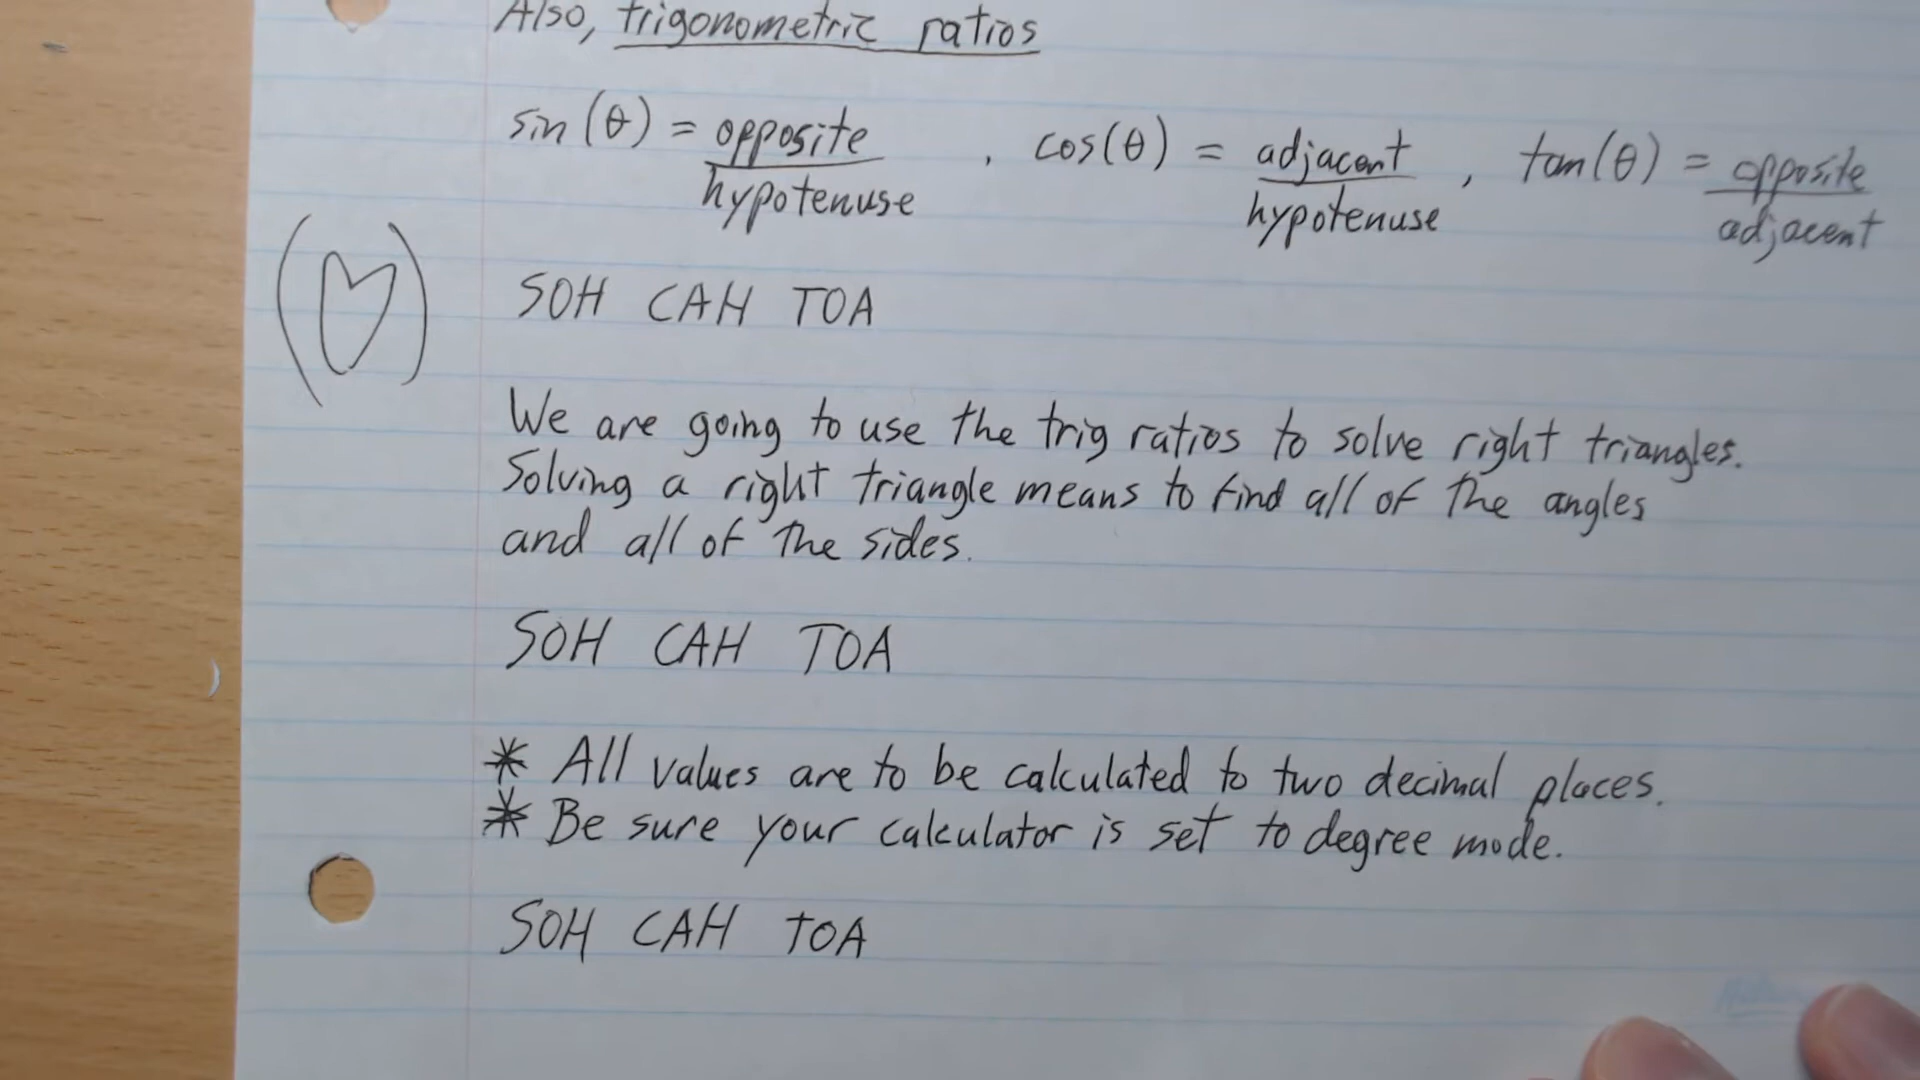 Also, trigonometric ratios
sin(θ) = opposite/hypotenuse , cos(θ) = adjacent/hypotenuse , tan(θ) = opposite/adjacent
SOH CAH TOA
We are going to use the trig ratios to solve right triangles.
Solving a right triangle means to find all of the angles
and all of the sides.
SOH CAH TOA
* All values are to be calculated to two decimal places.
* Be sure your calculator is set to degree mode.
SOH CAH TOA